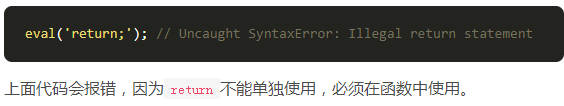 eval('return;'); // Uncaught SyntaxError: Illegal return statement
上面代码会报错，因为return不能单独使用，必须在函数中使用。